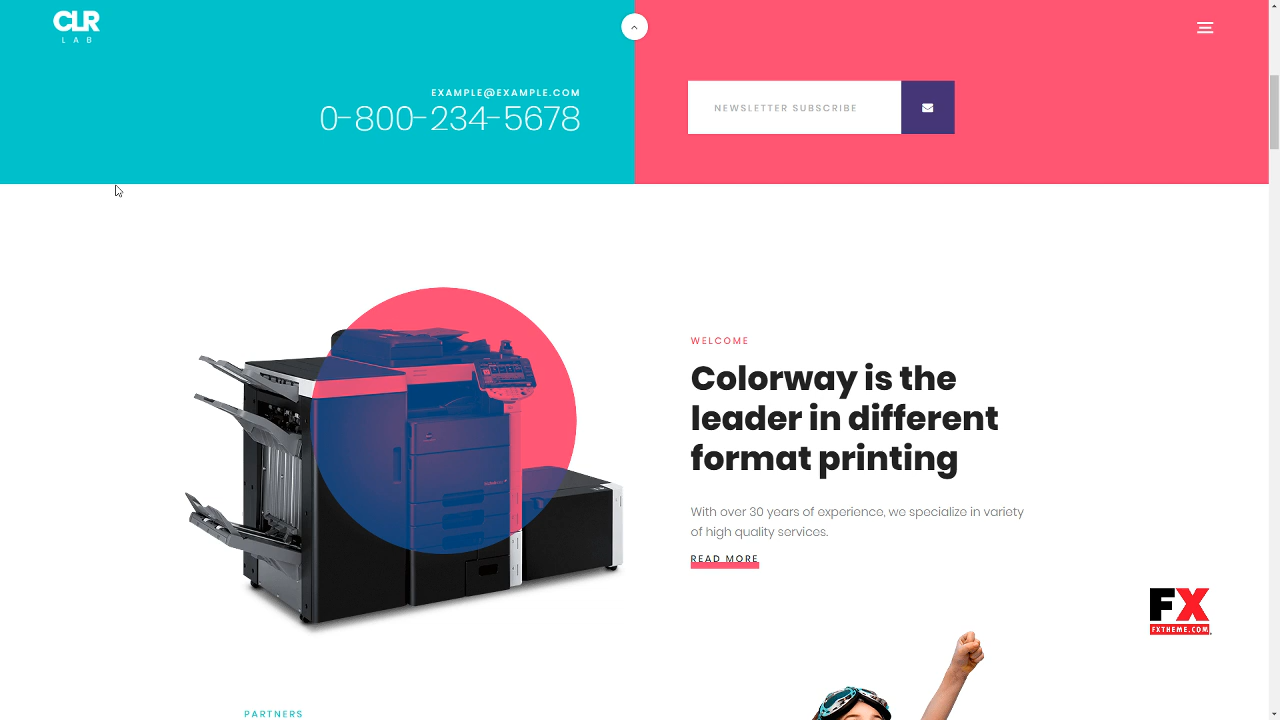 CLR
LAB
EXAMPLE@EXAMPLE.COM
0-800-234-5678
NEWSLETTER SUBSCRIBE
WELCOME
Colorway is the
leader in different
format printing
With over 30 years of experience, we specialize in variety
of high quality services.
READ MORE
FX
FXTHEME.COM
PARTNERS